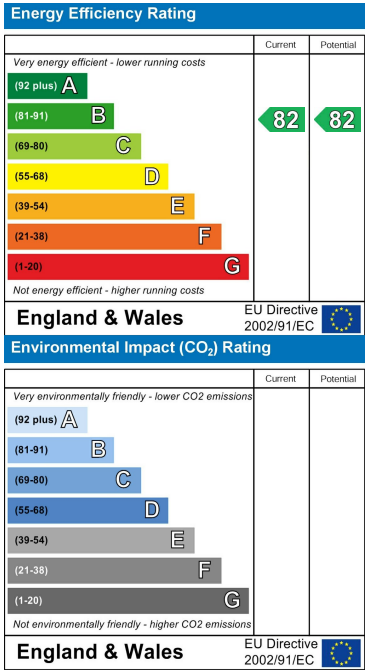 Energy Efficiency Rating
Current Potential
Very energy efficient - lower running costs
(92 plus) A
(81-91) B
82 82
(69-80) C
(55-68) D
(39-54) E
(21-38) F
(1-20) G
Not energy efficient - higher running costs
England & Wales
EU Directive
2002/91/EC
Environmental Impact (CO₂) Rating
Current Potential
Very environmentally friendly - lower CO2 emissions
(92 plus) A
(81-91) B
(69-80) C
(55-68) D
(39-54) E
(21-38) F
(1-20) G
Not environmentally friendly - higher CO2 emissions
England & Wales
EU Directive
2002/91/EC